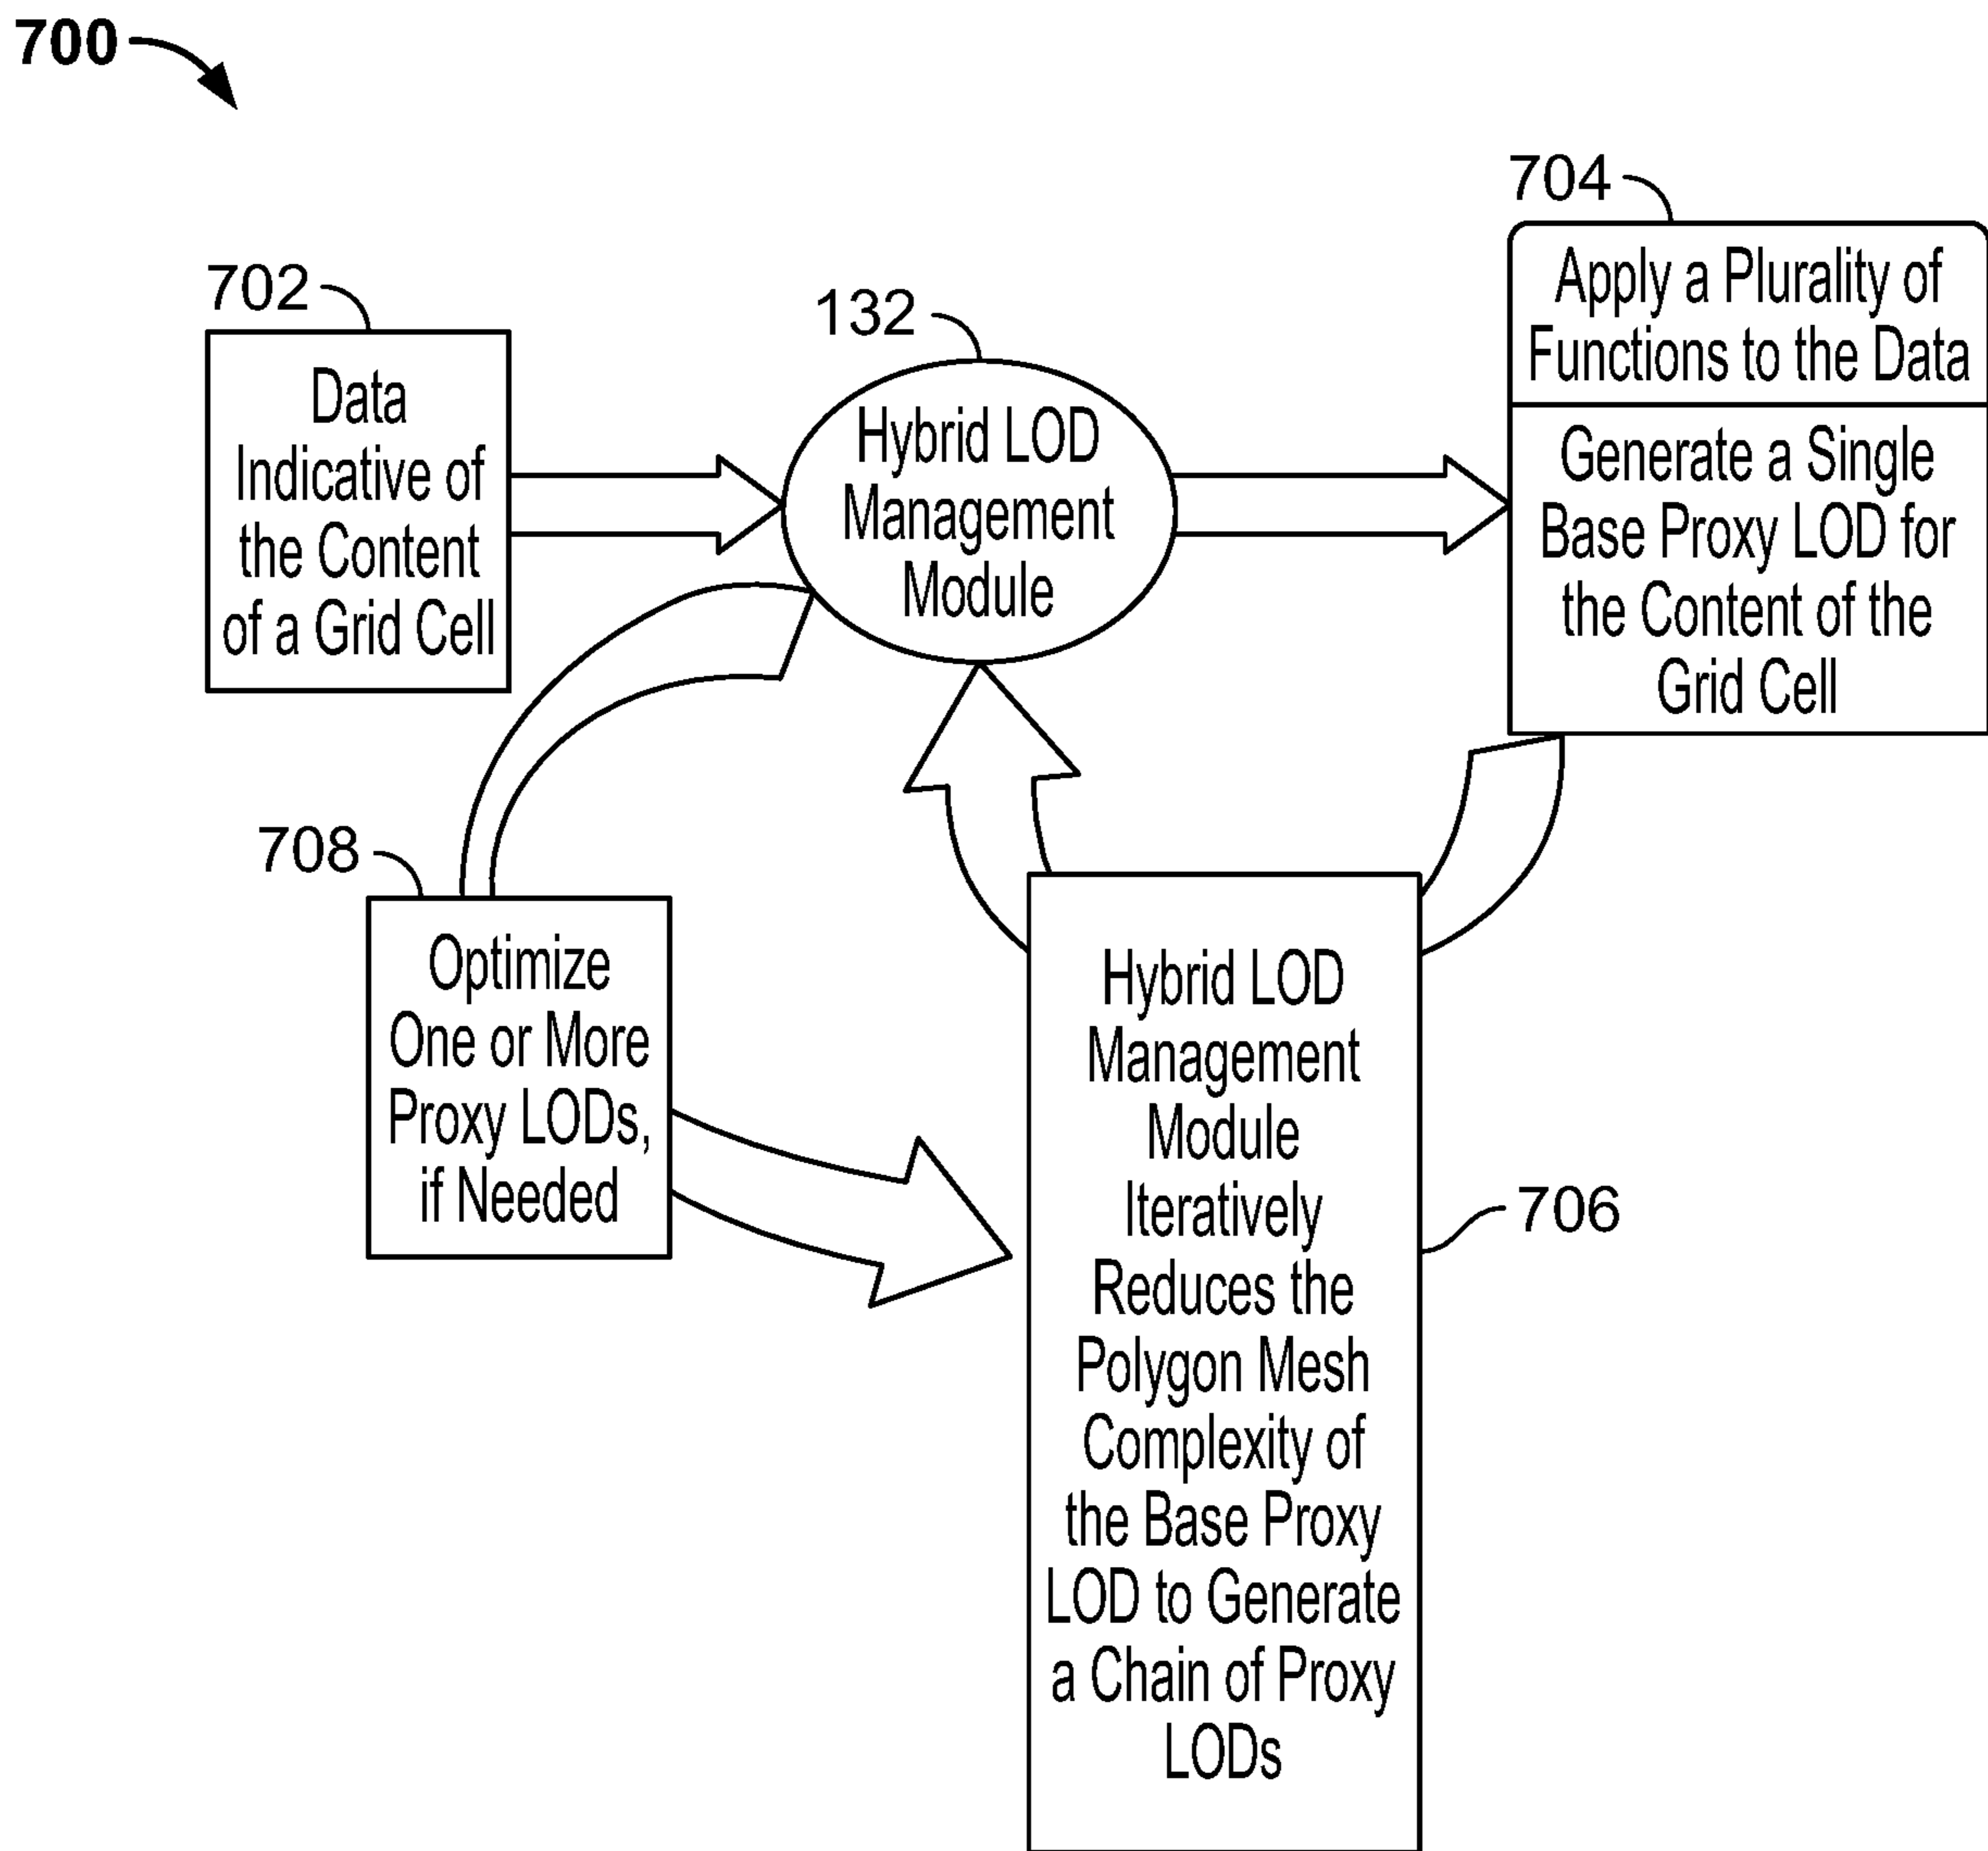 700
702
Data
Indicative of
the Content
of a Grid Cell
132
Hybrid LOD
Management
Module
704
Apply a Plurality of
Functions to the Data
Generate a Single
Base Proxy LOD for
the Content of the
Grid Cell
708
Optimize
One or More
Proxy LODs,
if Needed
Hybrid LOD
Management
Module
Iteratively
Reduces the
Polygon Mesh
Complexity of
the Base Proxy
LOD to Generate
a Chain of Proxy
LODs
706